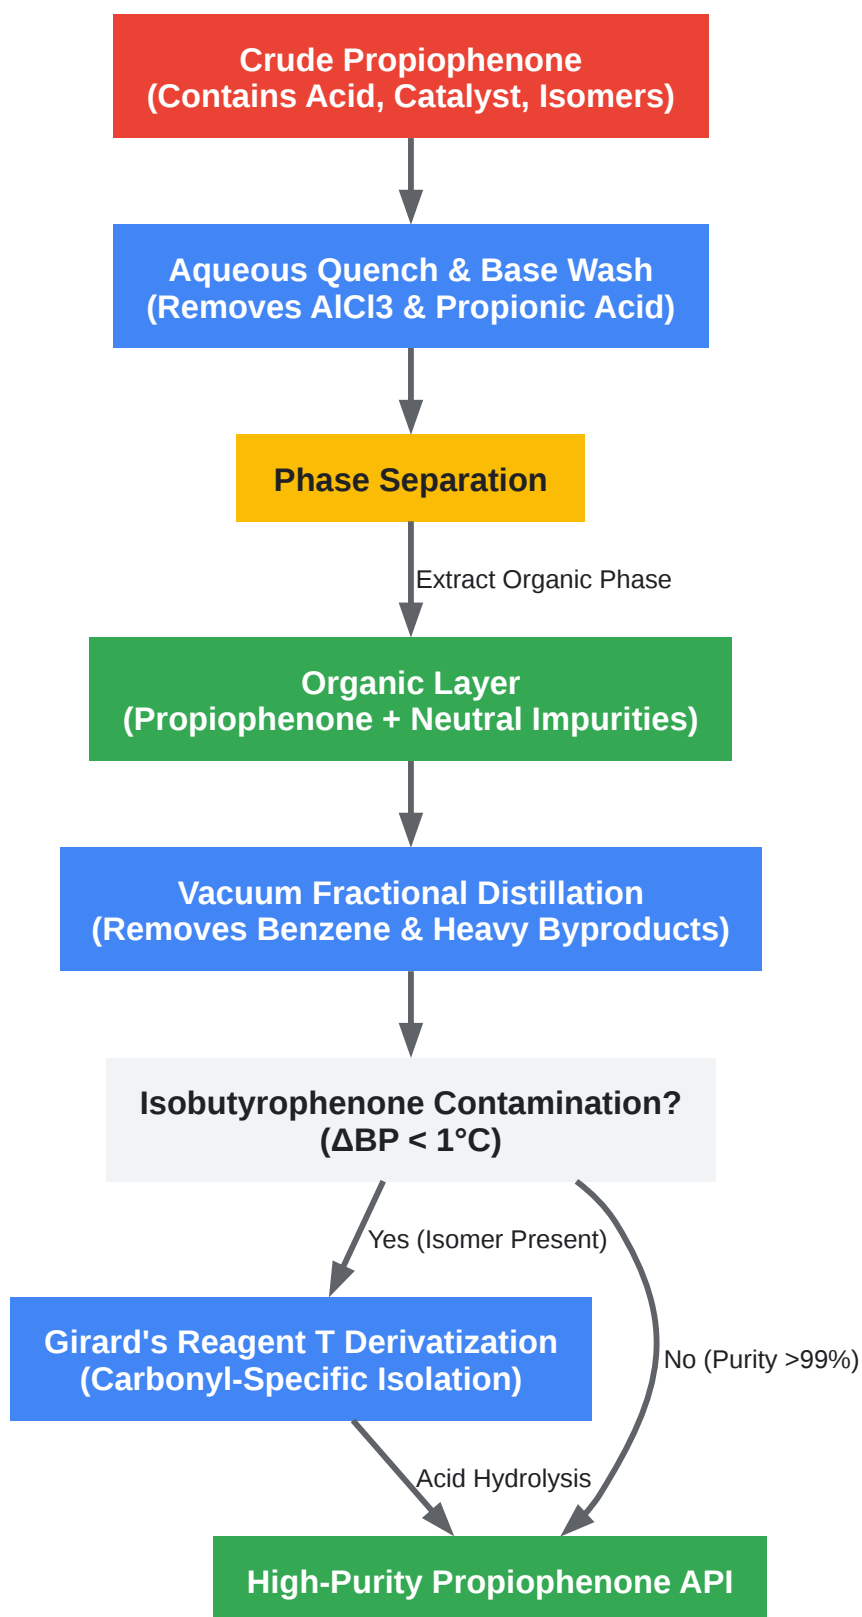 Crude Propiophenone
(Contains Acid, Catalyst, Isomers)
Aqueous Quench & Base Wash
(Removes AlCl3 & Propionic Acid)
Phase Separation
Extract Organic Phase
Organic Layer
(Propiophenone + Neutral Impurities)
Vacuum Fractional Distillation
(Removes Benzene & Heavy Byproducts)
Isobutyrophenone Contamination?
(ΔBP < 1°C)
Yes (Isomer Present)
Girard's Reagent T Derivatization
(Carbonyl-Specific Isolation)
No (Purity >99%)
Acid Hydrolysis
High-Purity Propiophenone API